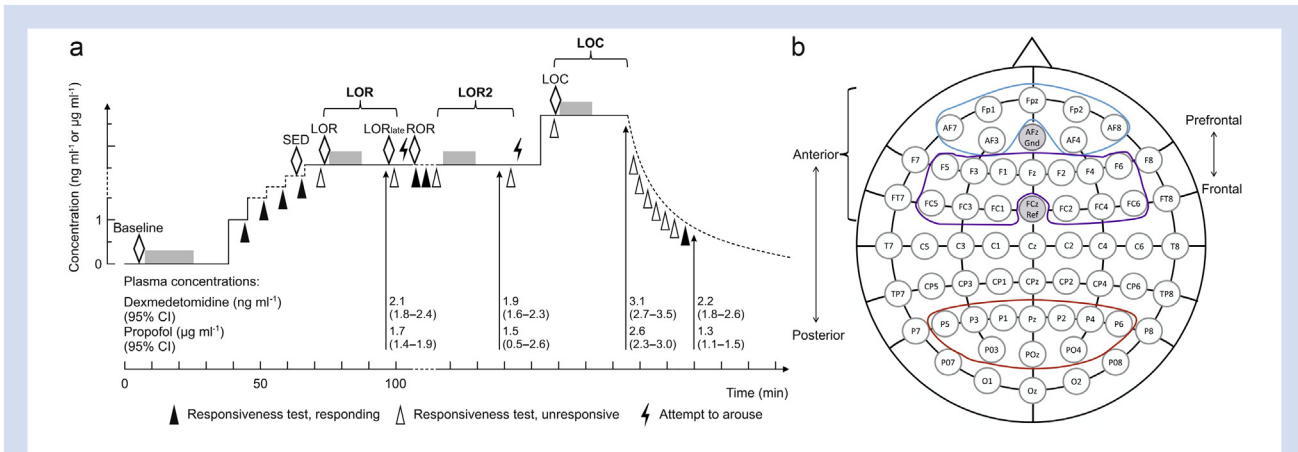 a
LOC
LOR
LOR2
LOC
LOR
LORlate
ROR
SED
Baseline
Concentration (ng ml-1 or µg ml-1)
1
0
Plasma concentrations:
Dexmedetomidine (ng ml-1)
(95% CI)
Propofol (µg ml-1)
(95% CI)
2.1
(1.8–2.4)
1.7
(1.4–1.9)
1.9
(1.6–2.3)
1.5
(0.5–2.6)
3.1
(2.7–3.5)
2.6
(2.3–3.0)
2.2
(1.8–2.6)
1.3
(1.1–1.5)
0
50
100
Time (min)
Responsiveness test, responding
Responsiveness test, unresponsive
Attempt to arouse
b
Anterior
Posterior
Prefrontal
Frontal
Fp1
Fpz
Fp2
AF7
AF3
AFz
Gnd
AF4
AF8
F7
F5
F3
F1
Fz
F2
F4
F6
F8
FT7
FC5
FC3
FC1
FCz
Ref
FC2
FC4
FC6
FT8
T7
C5
C3
C1
Cz
C2
C4
C6
T8
TP7
CP5
CP3
CP1
CPz
CP2
CP4
CP6
TP8
P7
P5
P3
P1
Pz
P2
P4
P6
P8
P07
P03
POz
PO4
P08
O1
Oz
O2